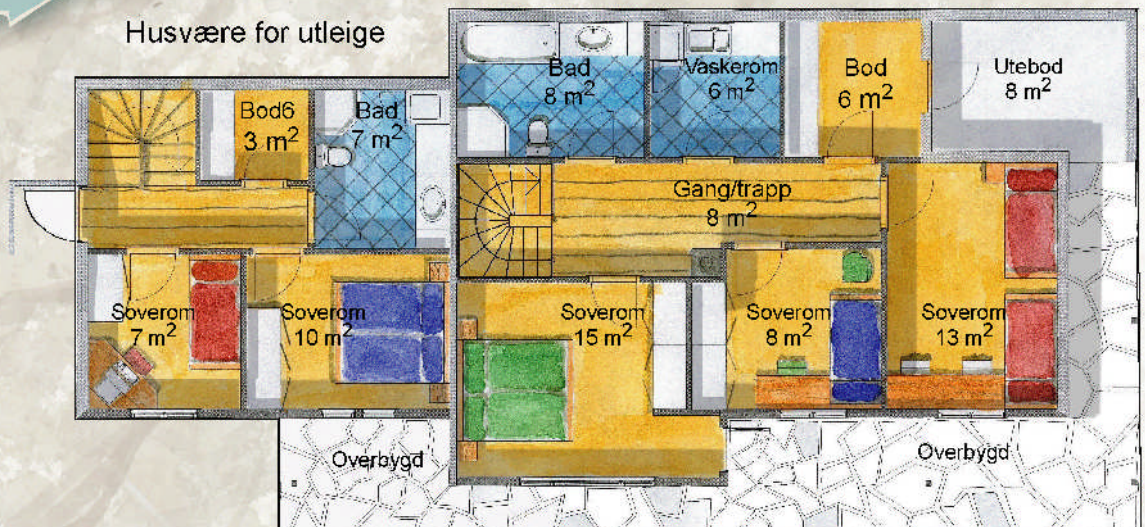 Husvære for utleige
Bad
8 m²
Vaskerom
6 m²
Bod
6 m²
Utebod
8 m²
Bod6
3 m²
Bad
7 m²
Gang/trapp
8 m²
Soverom
7 m²
Soverom
10 m²
Soverom
15 m²
Soverom
8 m²
Soverom
13 m²
Overbygd
Overbygd